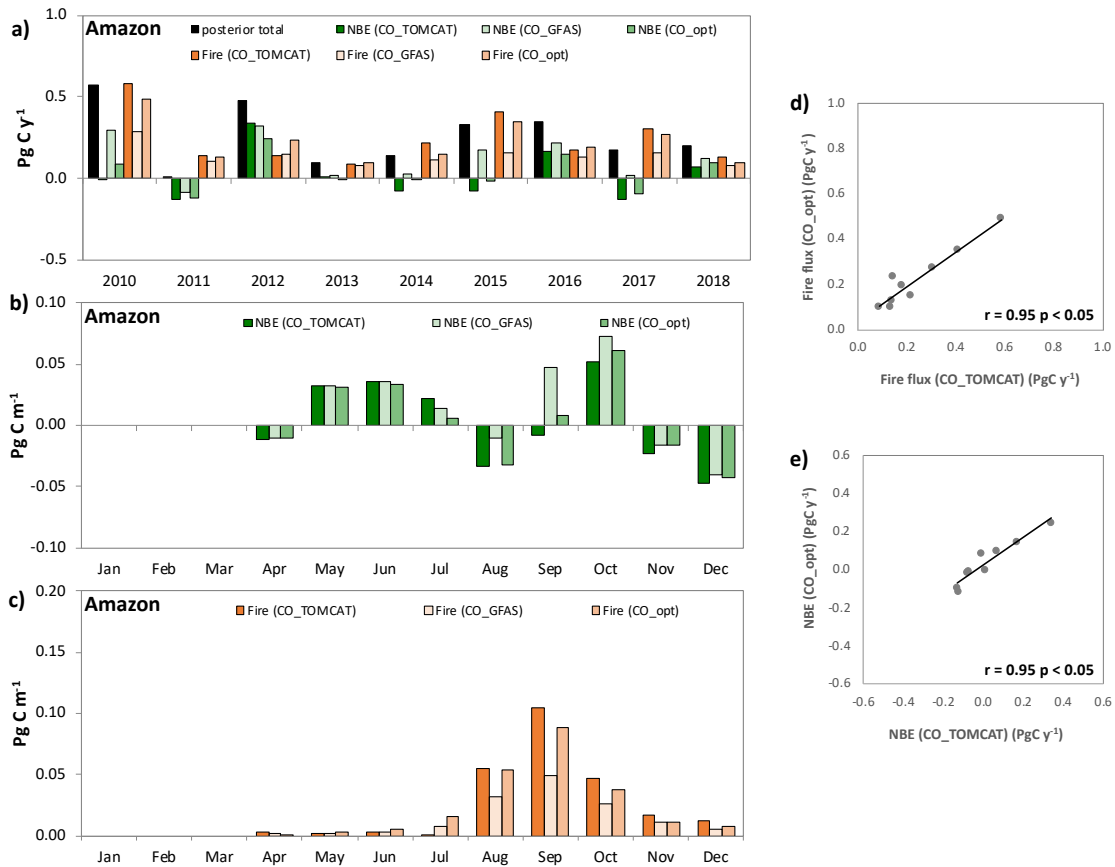 a)
Amazon
posterior total
NBE (CO_TOMCAT)
NBE (CO_GFAS)
NBE (CO_opt)
Fire (CO_TOMCAT)
Fire (CO_GFAS)
Fire (CO_opt)
Pg C y-1
1.0
0.5
0.0
-0.5
2010 2011 2012 2013 2014 2015 2016 2017 2018
b)
Amazon
NBE (CO_TOMCAT)
NBE (CO_GFAS)
NBE (CO_opt)
Pg C m-1
0.10
0.05
0.00
-0.05
-0.10
Jan Feb Mar Apr May Jun Jul Aug Sep Oct Nov Dec
c)
Amazon
Fire (CO_TOMCAT)
Fire (CO_GFAS)
Fire (CO_opt)
Pg C m-1
0.20
0.15
0.10
0.05
0.00
Jan Feb Mar Apr May Jun Jul Aug Sep Oct Nov Dec
d)
Fire flux (CO_opt) (PgC y-1)
1.0
0.8
0.6
0.4
0.2
0.0
r = 0.95 p < 0.05
0.0 0.2 0.4 0.6 0.8 1.0
Fire flux (CO_TOMCAT) (PgC y-1)
e)
NBE (CO_opt) (PgC y-1)
0.6
0.4
0.2
0.0
-0.2
-0.4
-0.6
r = 0.95 p < 0.05
-0.6 -0.4 -0.2 0.0 0.2 0.4 0.6
NBE (CO_TOMCAT) (PgC y-1)